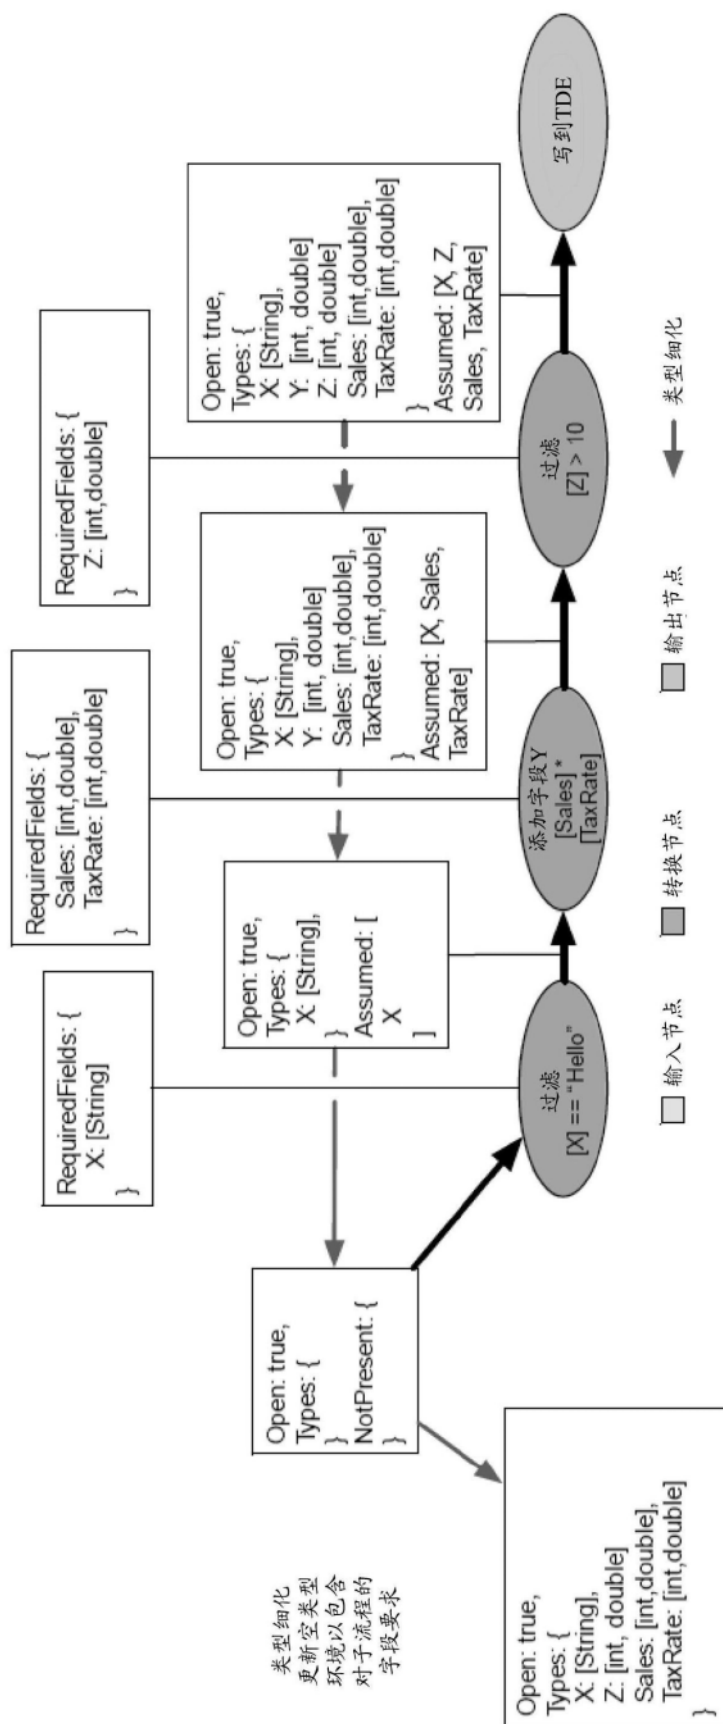 RequiredFields: {
X: [String]
}
RequiredFields: {
Sales: [int,double],
TaxRate: [int,double]
}
RequiredFields: {
Z: [int,double]
}
Open: true,
Types: {
}
NotPresent: {
}
Open: true,
Types: {
X: [String],
}
Assumed: [
X
]
Open: true,
Types: {
X: [String],
Y: [int, double]
Sales: [int,double],
TaxRate: [int,double]
}
Assumed: [X, Sales,
TaxRate]
Open: true,
Types: {
X: [String],
Y: [int, double]
Z: [int, double]
Sales: [int,double],
TaxRate: [int,double]
}
Assumed: [X, Z,
Sales, TaxRate]
类型细化
更新空类型
环境以包含
对子流程的
字段要求
Open: true,
Types: {
X: [String],
Z: [int, double]
Sales: [int,double],
TaxRate: [int,double]
}
过滤
[X] == "Hello"
添加字段Y
[Sales] *
[TaxRate]
过滤
[Z] > 10
写到TDE
输入节点
转换节点
输出节点
类型细化